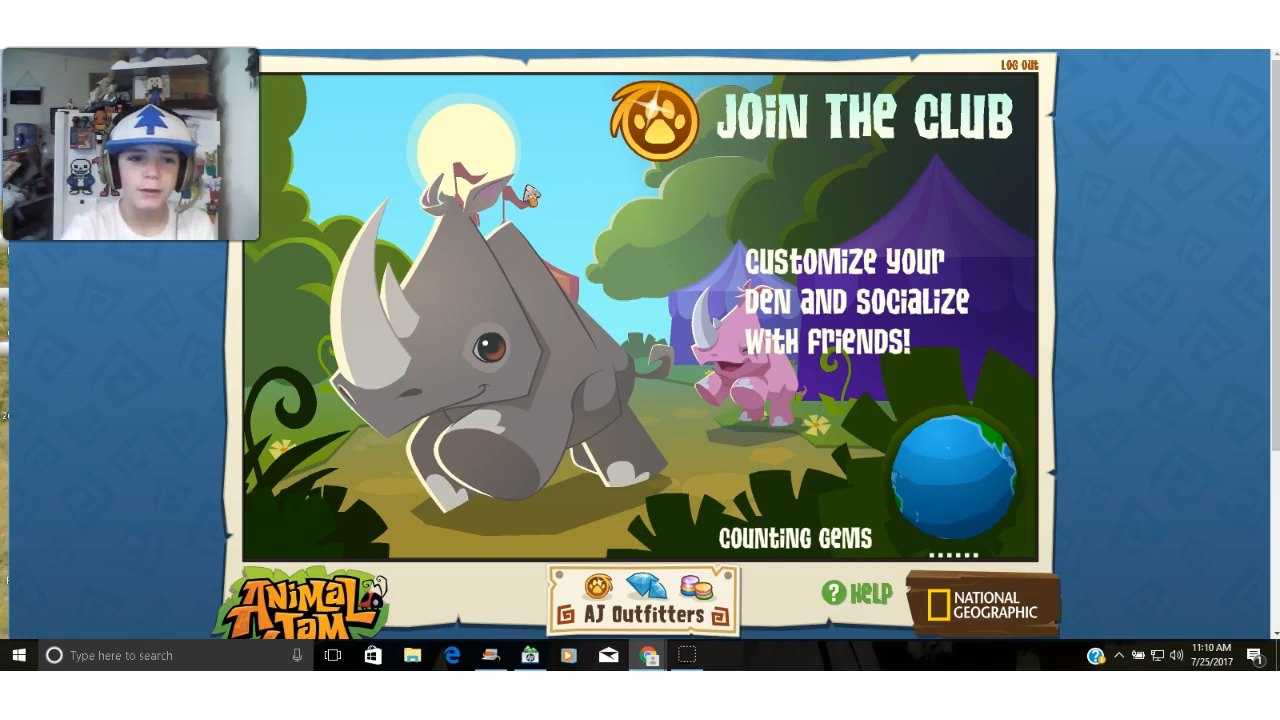 LOG OUT
JOIN THE CLUB
CUSTOMIZE YOUR
DEN AND SOCIALIZE
WITH FRIENDS!
COUNTING GEMS
......
ANIMAL
JAM
AJ Outfitters
? HELP
NATIONAL
GEOGRAPHIC
Type here to search
11:10 AM
7/25/2017